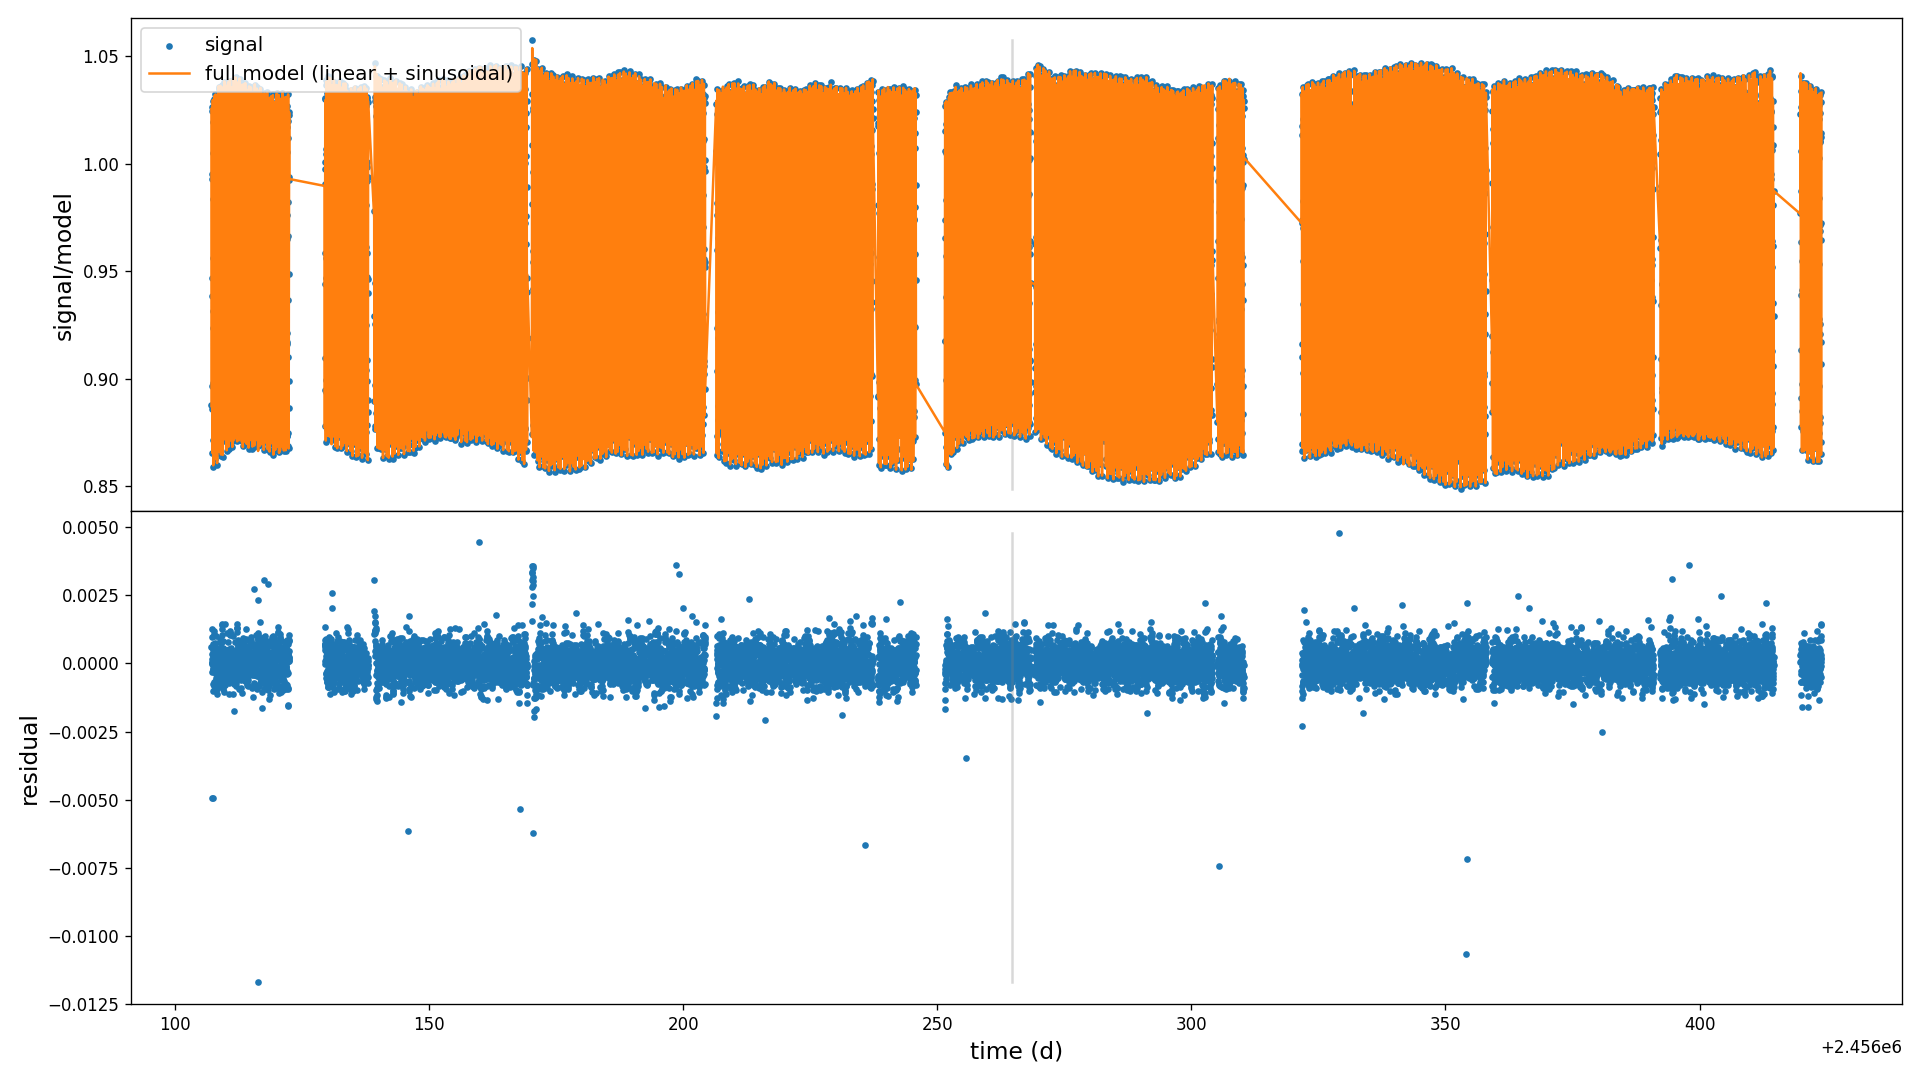 signal
full model (linear + sinusoidal)
1.05
1.00
0.95
0.90
0.85
signal/model
0.0050
0.0025
0.0000
−0.0025
−0.0050
−0.0075
−0.0100
−0.0125
residual
100 150 200 250 300 350 400
time (d)
+2.456e6